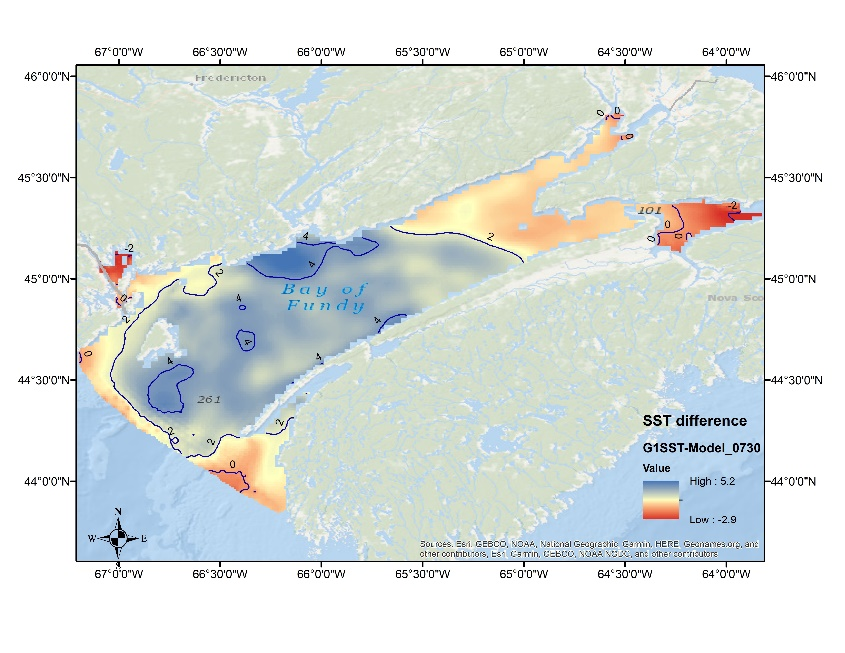 67°0'0"W 66°30'0"W 66°0'0"W 65°30'0"W 65°0'0"W 64°30'0"W 64°0'0"W
46°0'0"N 46°0'0"N
Fredericton
0 0
0
45°30'0"N 45°30'0"N
101 -2
0
0 0
4 2
-2
4
2
45°0'0"N 45°0'0"N
Bay of
Fundy
4
0
Nova Sco
2
4
4
0 4
4
44°30'0"N 44°30'0"N
261
2
2 2
SST difference
G1SST-Model_0730
Value
0
44°0'0"N 44°0'0"N
High : 5.2
Low : -2.9
N
W E
S
Sources: Esri, GEBCO, NOAA, National Geographic, Garmin, HERE, Geonames.org, and
other contributors, Esri, Garmin, GEBCO, NOAA NGDC, and other contributors
67°0'0"W 66°30'0"W 66°0'0"W 65°30'0"W 65°0'0"W 64°30'0"W 64°0'0"W